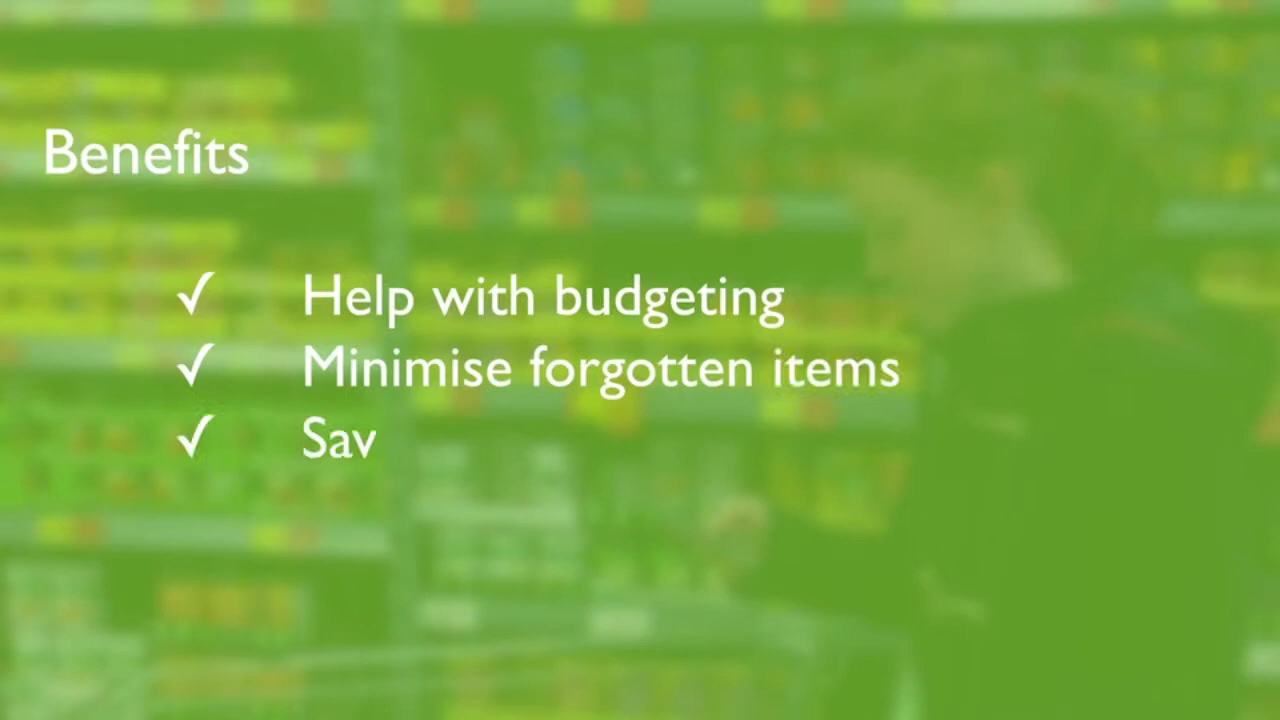 Benefits
✓ Help with budgeting
✓ Minimise forgotten items
✓ Sav